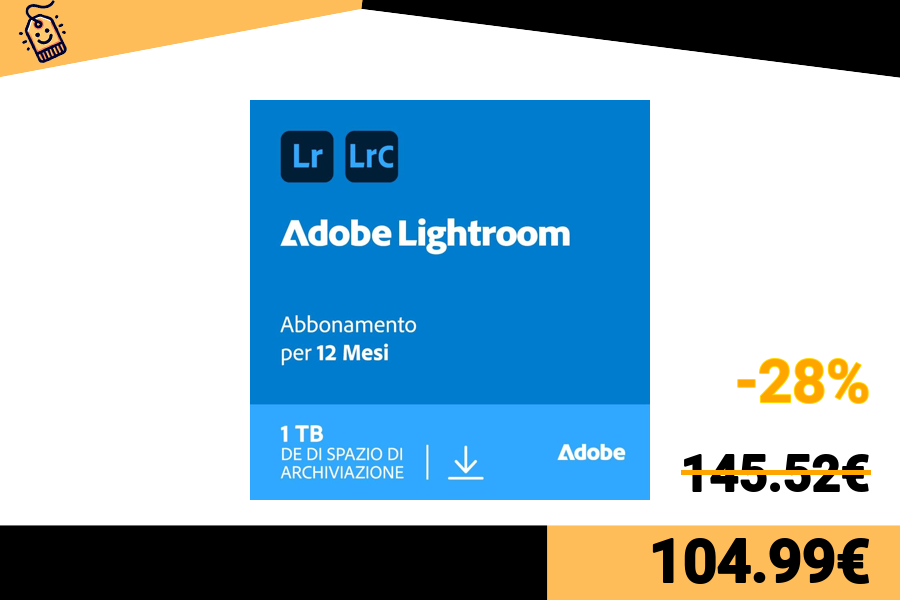 Lr LrC
Adobe Lightroom
Abbonamento
per 12 Mesi
1 TB
DE DI SPAZIO DI
ARCHIVIAZIONE
Adobe
-28%
145.52€
104.99€